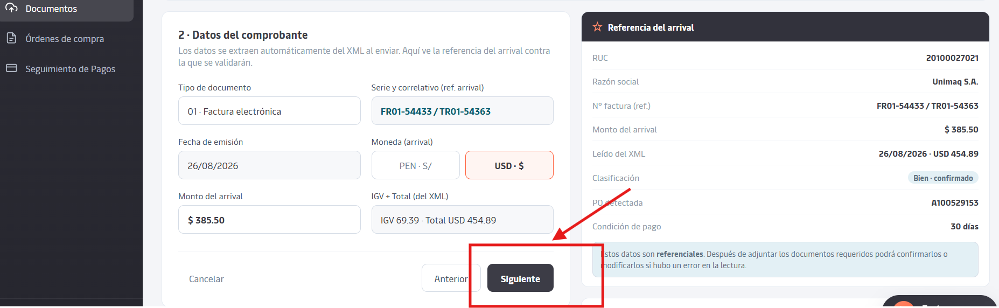 Documentos
Órdenes de compra
Seguimiento de Pagos
2 · Datos del comprobante
Los datos se extraen automáticamente del XML al enviar. Aquí ve la referencia del arrival contra
la que se validarán.
Tipo de documento
01 · Factura electrónica
Serie y correlativo (ref. arrival)
FR01-54433 / TR01-54363
Fecha de emisión
26/08/2026
Moneda (arrival)
PEN · S/
USD · $
Monto del arrival
$ 385.50
IGV + Total (del XML)
IGV 69.39 · Total USD 454.89
Cancelar
Anterior
Siguiente
Referencia del arrival
RUC
20100027021
Razón social
Unimaq S.A.
N° factura (ref.)
FR01-54433 / TR01-54363
Monto del arrival
$ 385.50
Leído del XML
26/08/2026 · USD 454.89
Clasificación
Bien · confirmado
PO detectada
A100529153
Condición de pago
30 días
Estos datos son referenciales. Después de adjuntar los documentos requeridos podrá confirmarlos o
modificarlos si hubo un error en la lectura.